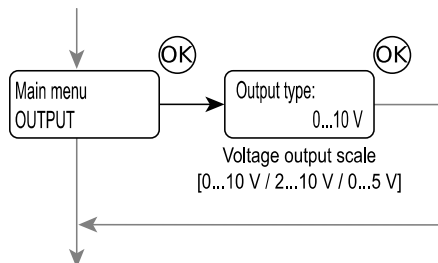 OK
OK
Main menu
OUTPUT
Output type:
0...10 V
Voltage output scale
[0...10 V / 2...10 V / 0...5 V]